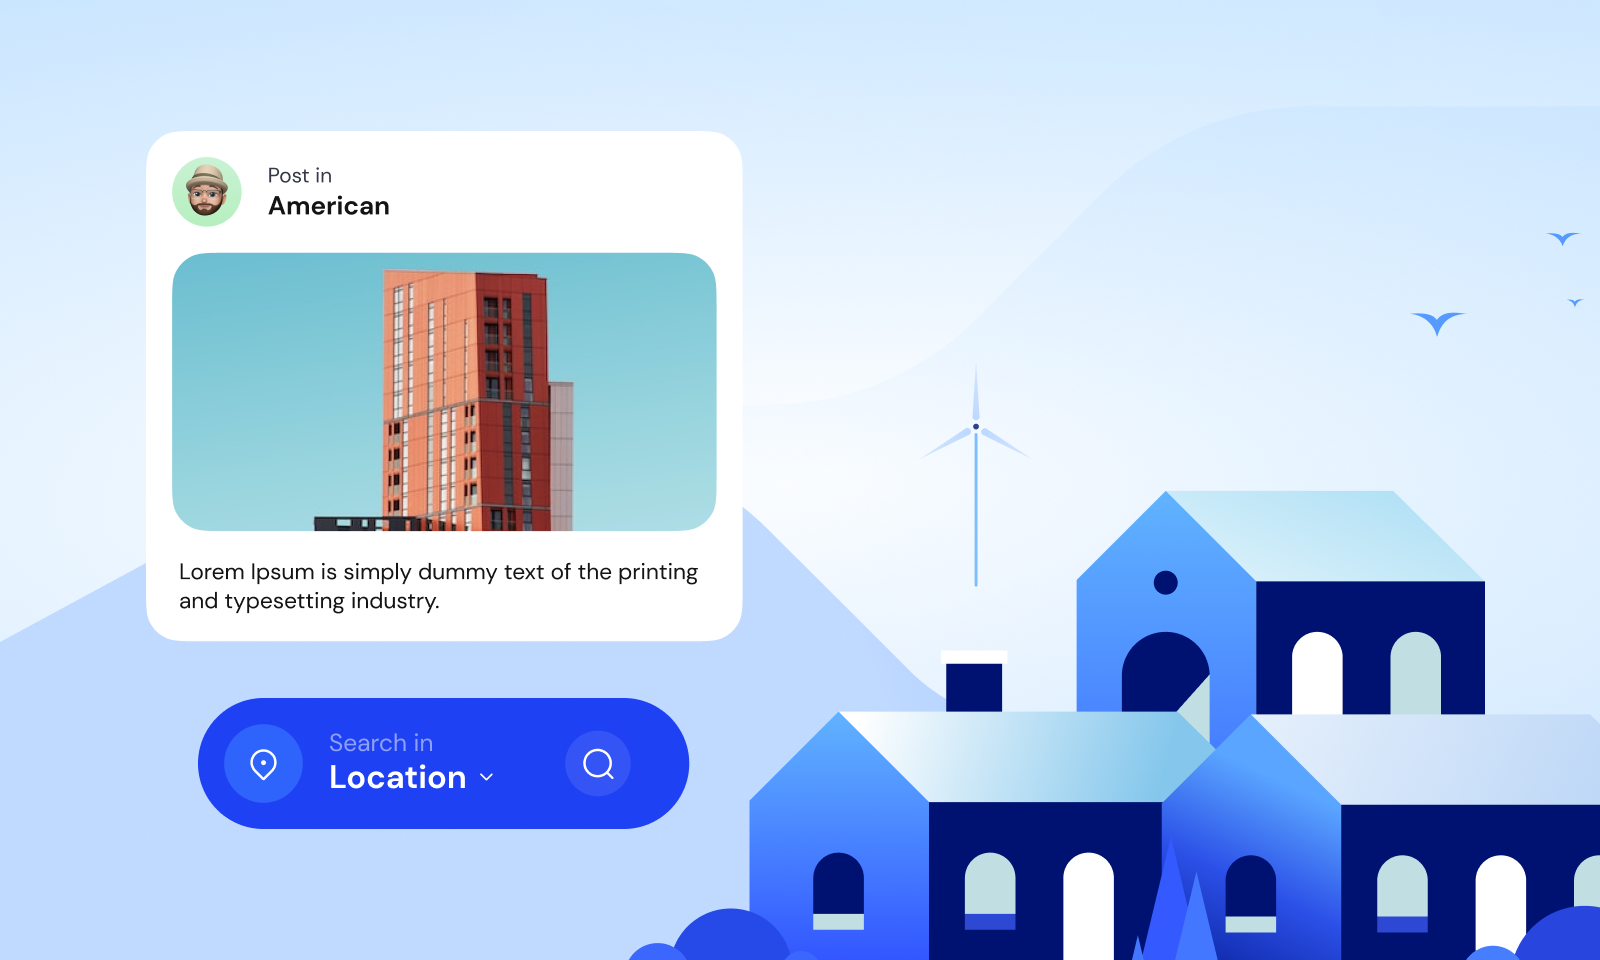 Post in
American
Lorem Ipsum is simply dummy text of the printing
and typesetting industry.
Search in
Location